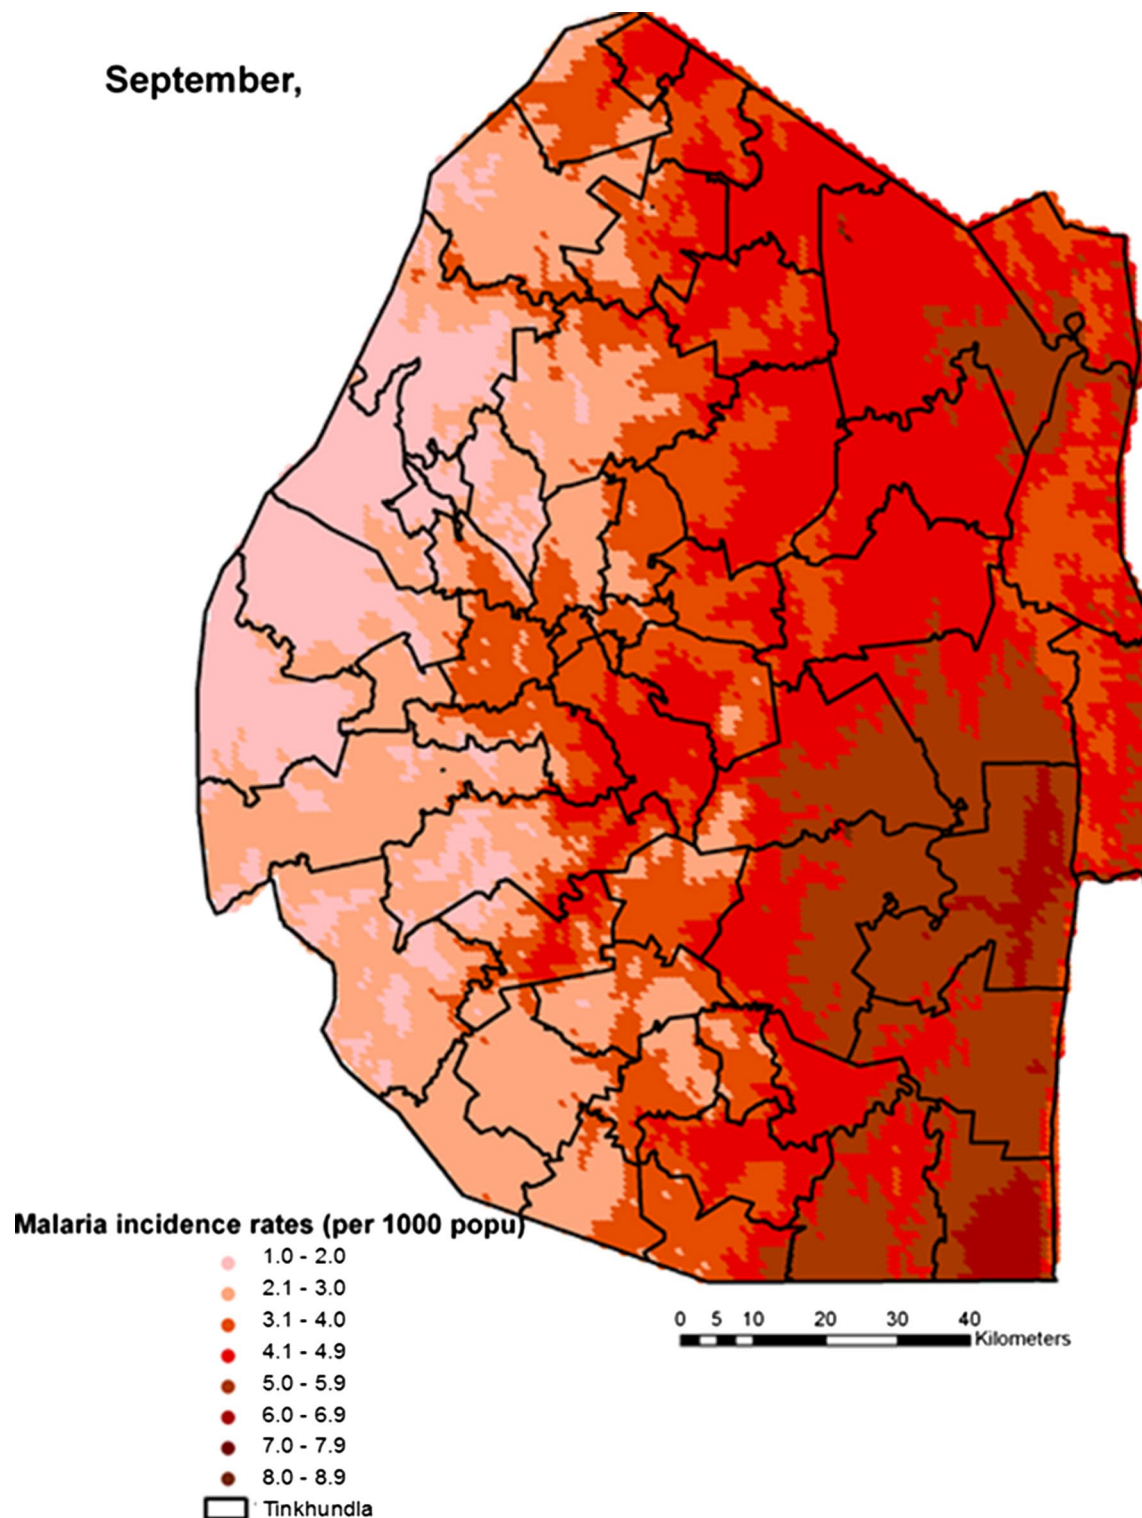 September,
Malaria incidence rates (per 1000 popu)
1.0 - 2.0
2.1 - 3.0
3.1 - 4.0
4.1 - 4.9
5.0 - 5.9
6.0 - 6.9
7.0 - 7.9
8.0 - 8.9
Tinkhundla
0 5 10 20 30 40
Kilometers